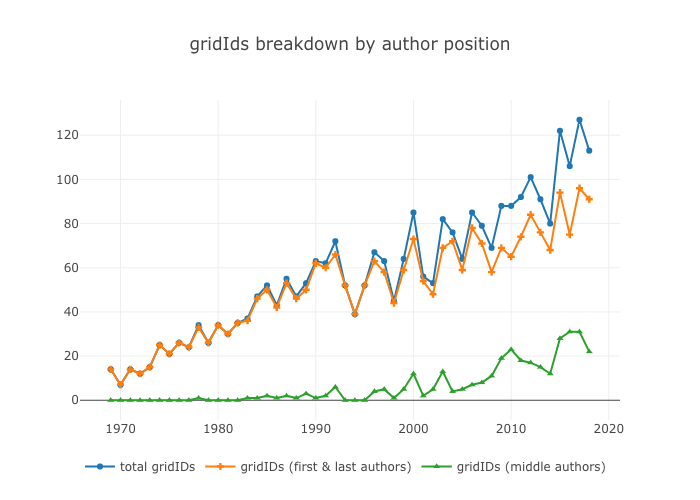 gridIds breakdown by author position
120
100
80
60
40
20
0
1970 1980 1990 2000 2010 2020
total gridIDs gridIDs (first & last authors) gridIDs (middle authors)